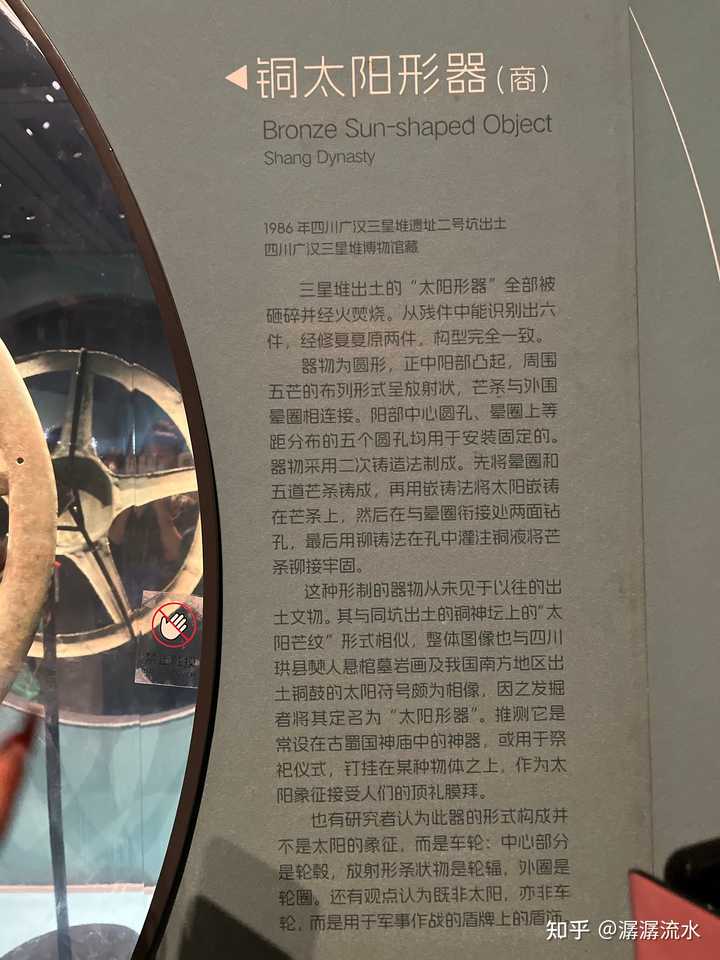 铜太阳形器(商)
Bronze Sun-shaped Object
Shang Dynasty
1986年四川广汉三星堆遗址二号坑出土
四川广汉三星堆博物馆藏
三星堆出土的“太阳形器”全部被
砸碎并经火焚烧。从残件中能识别出六
件，经修夏夏原两件，构型完全一致。
器物为圆形，正中阳部凸起，周围
五芒的布列形式呈放射状，芒条与外围
晕圈相连接。阳部中心圆孔、晕圈上等
距分布的五个圆孔均用于安装固定的。
器物采用二次铸造法制成。先将晕圈和
五道芒条铸成，再用嵌铸法将太阳嵌铸
在芒条上，然后在与晕圈衔接处两面钻
孔，最后用铆铸法在孔中灌注铜液将芒
条铆接牢固。
这种形制的器物从未见于以往的出
土文物。其与同坑出土的铜神坛上的“太
阳芒纹”形式相似，整体图像也与四川
珙县僰人悬棺墓岩画及我国南方地区出
土铜鼓的太阳符号颇为相像，因之发掘
者将其定名为“太阳形器”。推测它是
常设在古蜀国神庙中的神器，或用于祭
祀仪式，钉挂在某种物体之上，作为太
阳象征接受人们的顶礼膜拜。
也有研究者认为此器的形式构成并
不是太阳的象征，而是车轮：中心部分
是轮毂，放射形条状物是轮辐，外圈是
轮圈。还有观点认为既非太阳，亦非车
轮，而是用于军事作战的盾牌上的盾饰
知乎 @潺潺流水